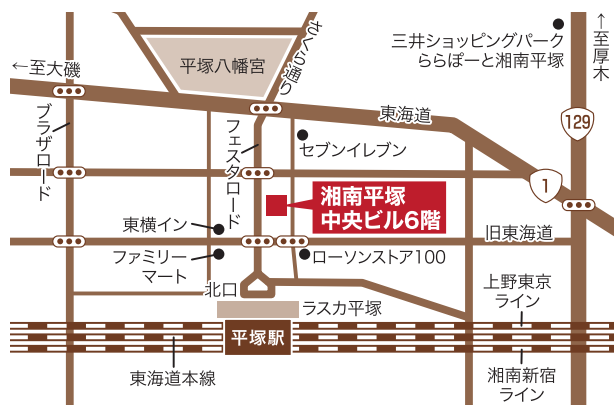 さくら通り
平塚八幡宮
三井ショッピングパーク
ららぽーと湘南平塚
↑至厚木
←至大磯
東海道
129
ブラザロード
フェスタロード
セブンイレブン
1
湘南平塚
中央ビル6階
東横イン
旧東海道
ファミリー
マート
ローソンストア100
北口
上野東京
ライン
ラスカ平塚
平塚駅
東海道本線
湘南新宿
ライン